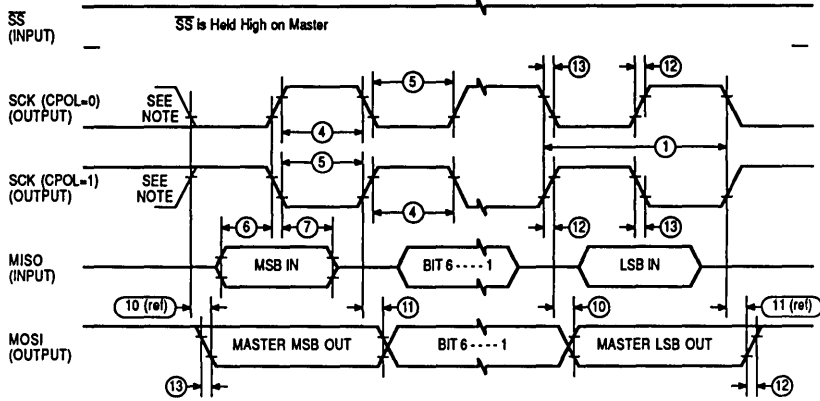 SS
(INPUT)
SS is Held High on Master
13
12
SCK (CPOL=0)
(OUTPUT)
SEE
NOTE
5
4
1
SCK (CPOL=1)
(OUTPUT)
SEE
NOTE
5
4
12
13
6
7
MISO
(INPUT)
MSB IN
BIT 6 - - - - 1
LSB IN
10 (ref)
11
10
11 (ref)
MOSI
(OUTPUT)
MASTER MSB OUT
BIT 6 - - - - 1
MASTER LSB OUT
13
12